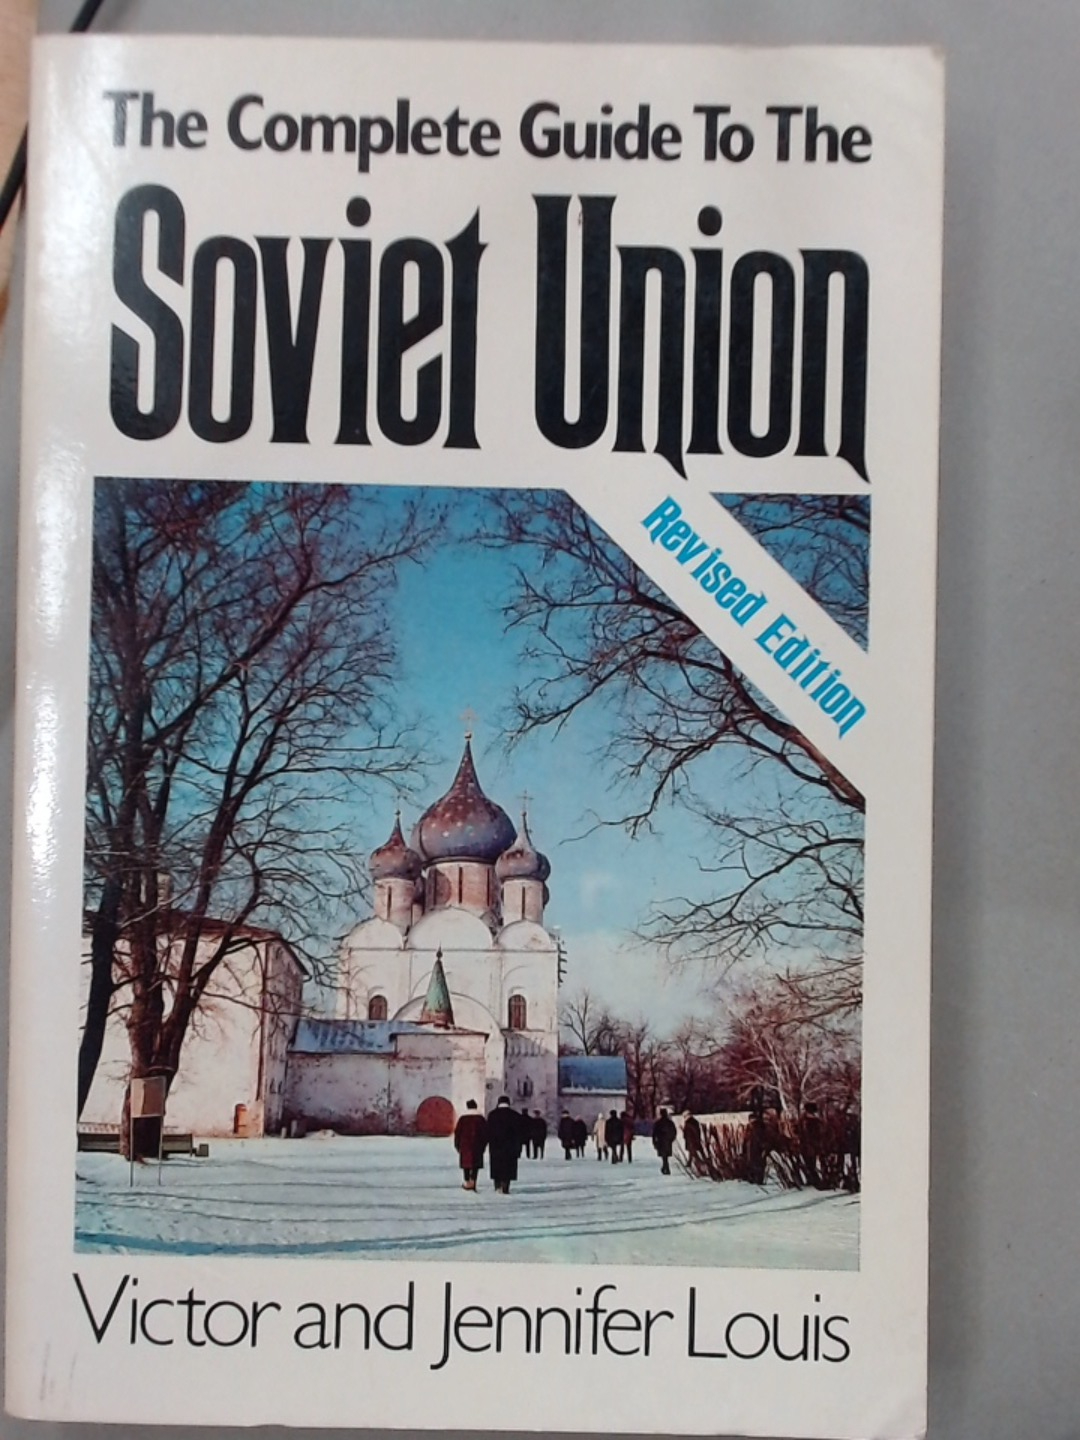 The Complete Guide To The
Soviet Union
Revised Edition
Victor and Jennifer Louis